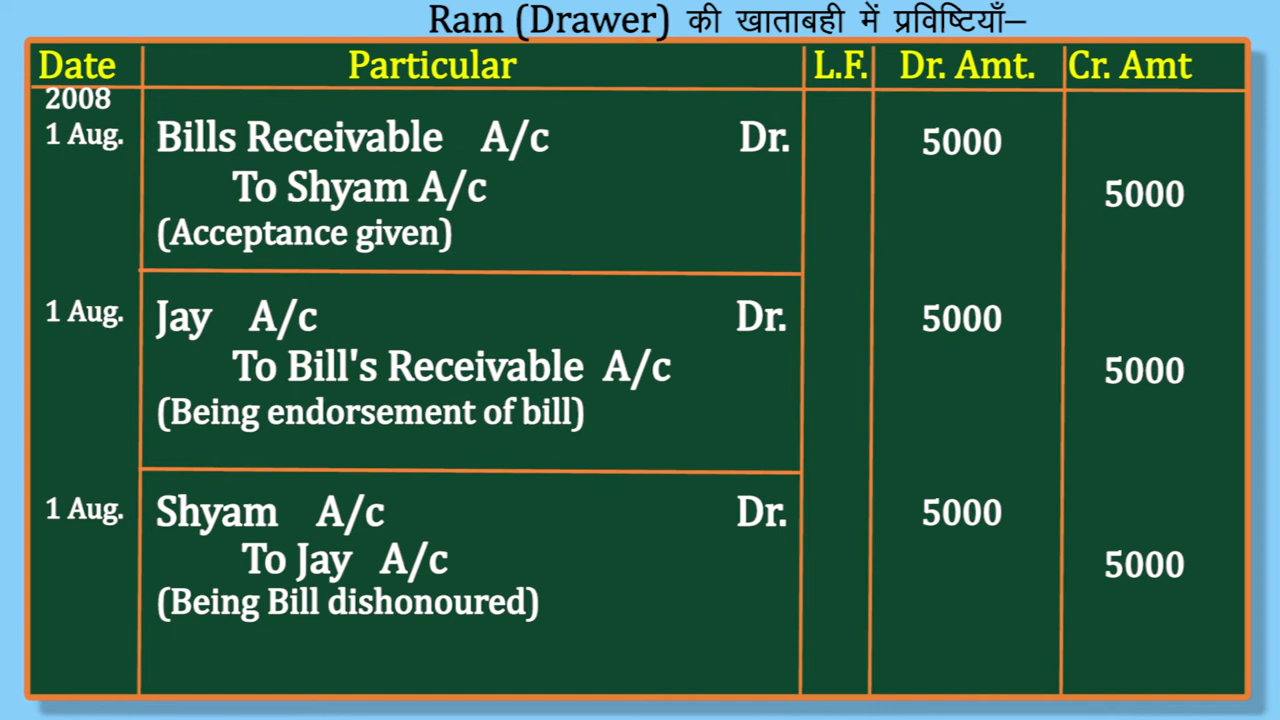 Ram (Drawer) की खाताबही में प्रविष्टियाँ–
Date Particular L.F. Dr. Amt. Cr. Amt
2008
1 Aug. Bills Receivable A/c Dr. 5000
To Shyam A/c 5000
(Acceptance given)
1 Aug. Jay A/c Dr. 5000
To Bill's Receivable A/c 5000
(Being endorsement of bill)
1 Aug. Shyam A/c Dr. 5000
To Jay A/c 5000
(Being Bill dishonoured)